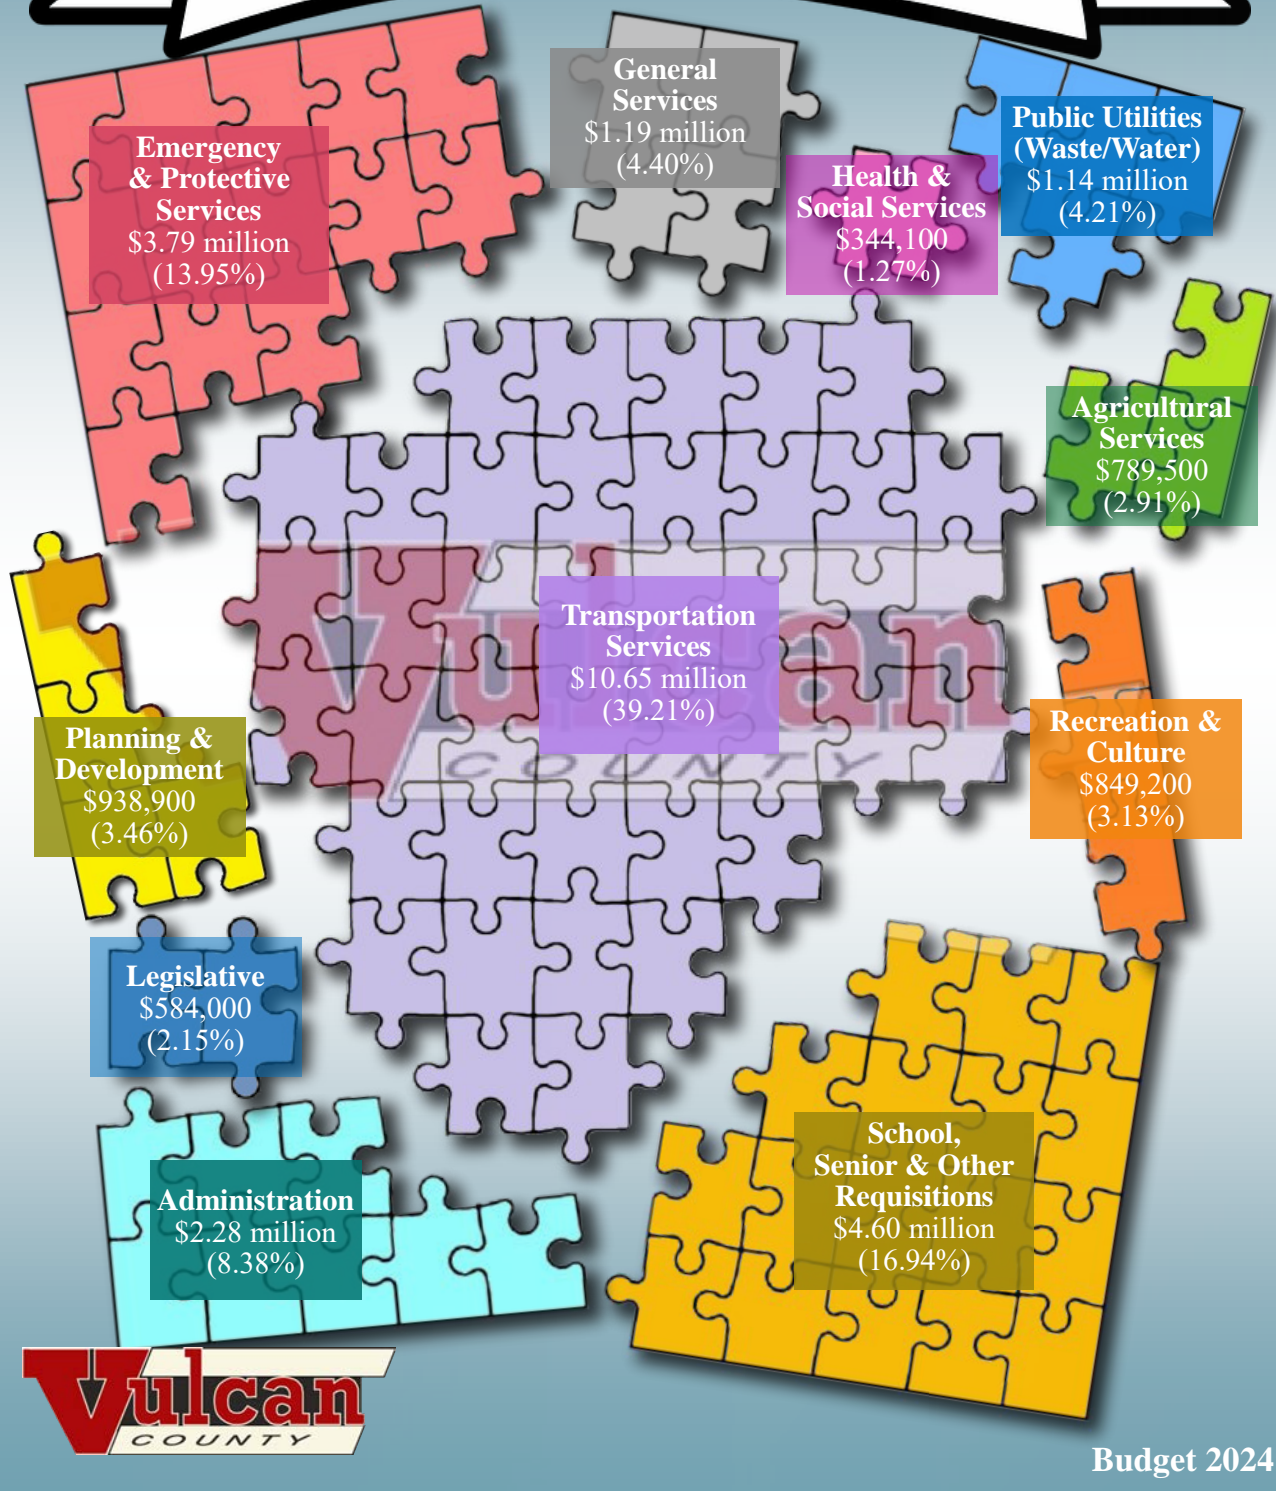 General
Services
$1.19 million
(4.40%)
Public Utilities
(Waste/Water)
$1.14 million
(4.21%)
Emergency
& Protective
Services
$3.79 million
(13.95%)
Health &
Social Services
$344,100
(1.27%)
Agricultural
Services
$789,500
(2.91%)
Transportation
Services
$10.65 million
(39.21%)
Vulcan
COUNTY
Planning &
Development
$938,900
(3.46%)
Recreation &
Culture
$849,200
(3.13%)
Legislative
$584,000
(2.15%)
School,
Senior & Other
Requisitions
$4.60 million
(16.94%)
Administration
$2.28 million
(8.38%)
Vulcan
COUNTY
Budget 2024